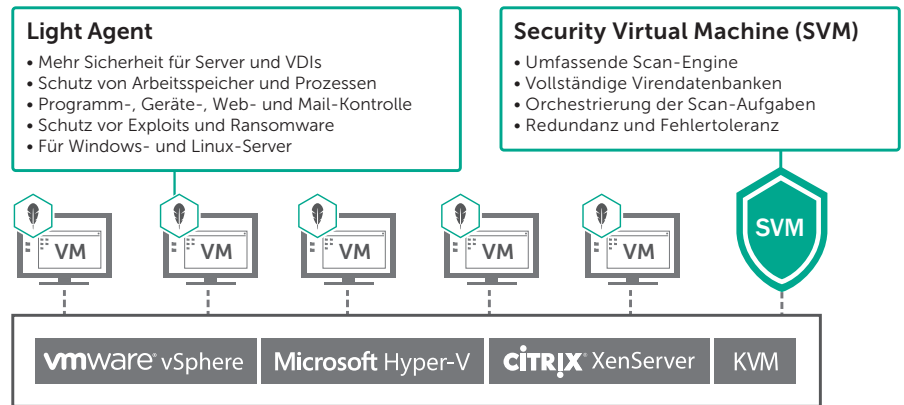 Light Agent
• Mehr Sicherheit für Server und VDIs
• Schutz von Arbeitsspeicher und Prozessen
• Programm-, Geräte-, Web- und Mail-Kontrolle
• Schutz vor Exploits und Ransomware
• Für Windows- und Linux-Server
Security Virtual Machine (SVM)
• Umfassende Scan-Engine
• Vollständige Virendatenbanken
• Orchestrierung der Scan-Aufgaben
• Redundanz und Fehlertoleranz
VM
VM
VM
VM
VM
SVM
vmware® vSphere
Microsoft Hyper-V
CİTRIX® XenServer
KVM